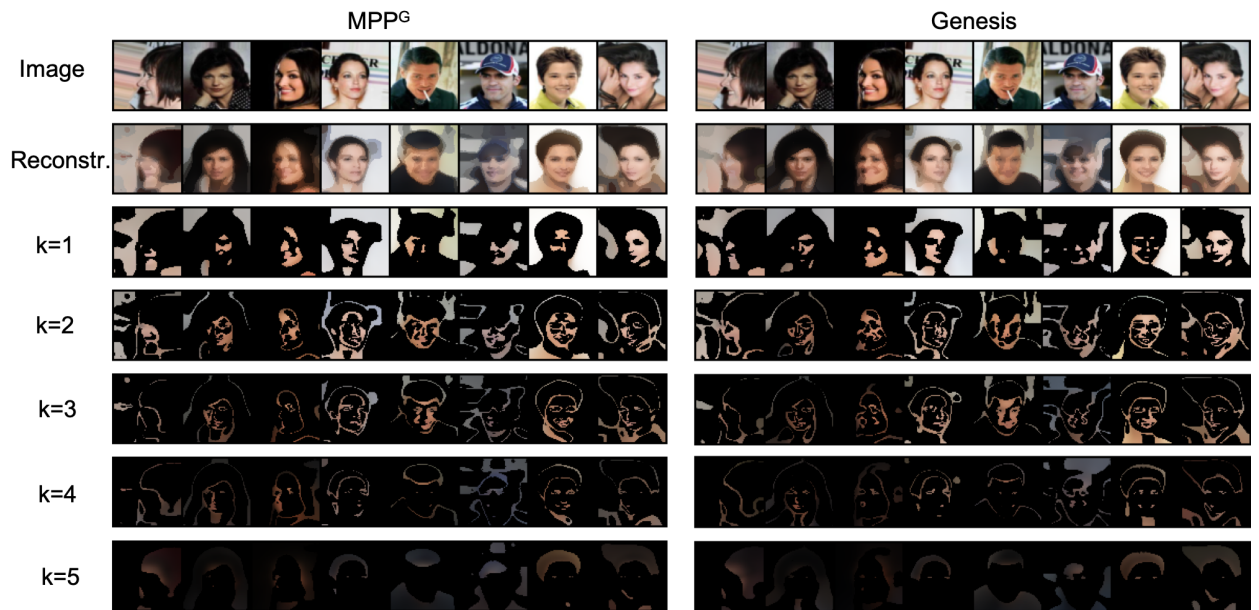 MPPᴳ Genesis
Image
Reconstr.
k=1
k=2
k=3
k=4
k=5